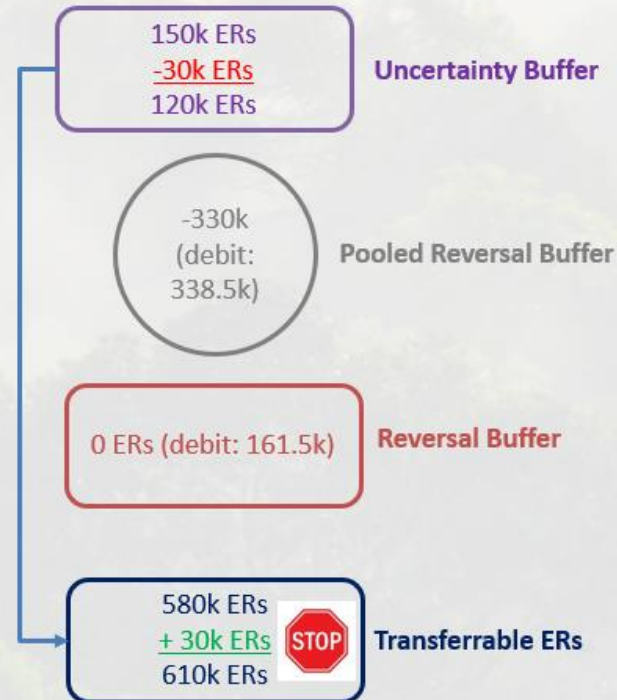 150k ERs
-30k ERs
120k ERs
Uncertainty Buffer
-330k
(debit:
338.5k)
Pooled Reversal Buffer
0 ERs (debit: 161.5k)
Reversal Buffer
580k ERs
+ 30k ERs
610k ERs
STOP
Transferrable ERs